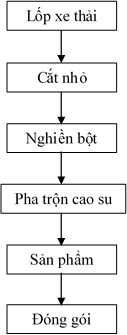 Lốp xe thải
Cắt nhỏ
Nghiền bột
Pha trộn cao su
Sản phẩm
Đóng gói